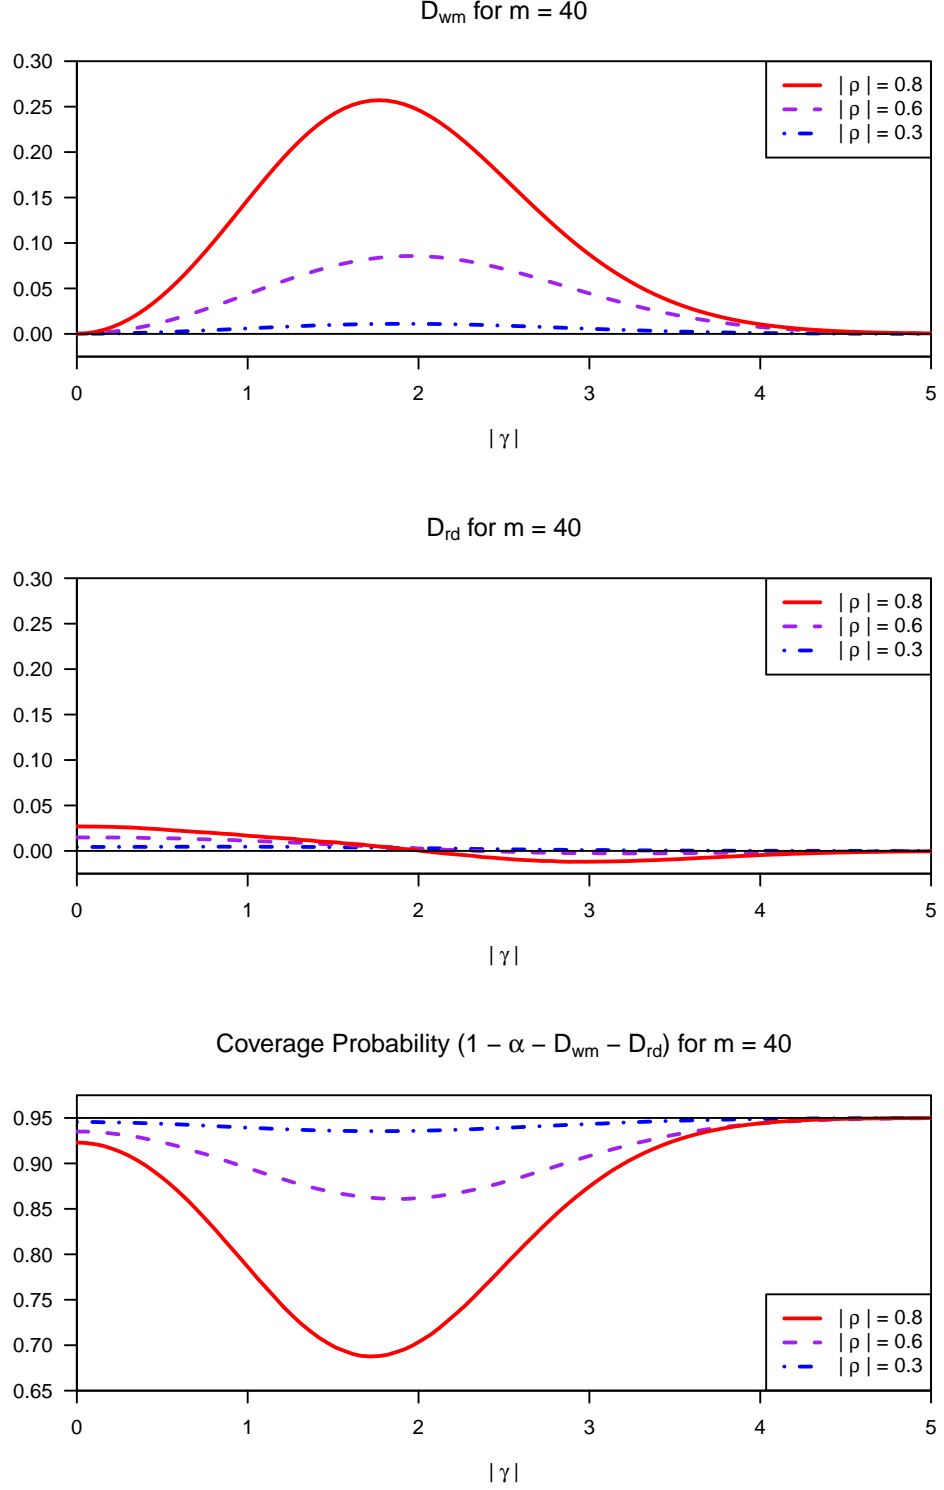 D_wm for m = 40
0.30
0.25
0.20
0.15
0.10
0.05
0.00
| ρ | = 0.8
| ρ | = 0.6
| ρ | = 0.3
0 1 2 3 4 5
| γ |
D_rd for m = 40
0.30
0.25
0.20
0.15
0.10
0.05
0.00
| ρ | = 0.8
| ρ | = 0.6
| ρ | = 0.3
0 1 2 3 4 5
| γ |
Coverage Probability (1 − α − D_wm − D_rd) for m = 40
0.95
0.90
0.85
0.80
0.75
0.70
0.65
| ρ | = 0.8
| ρ | = 0.6
| ρ | = 0.3
0 1 2 3 4 5
| γ |